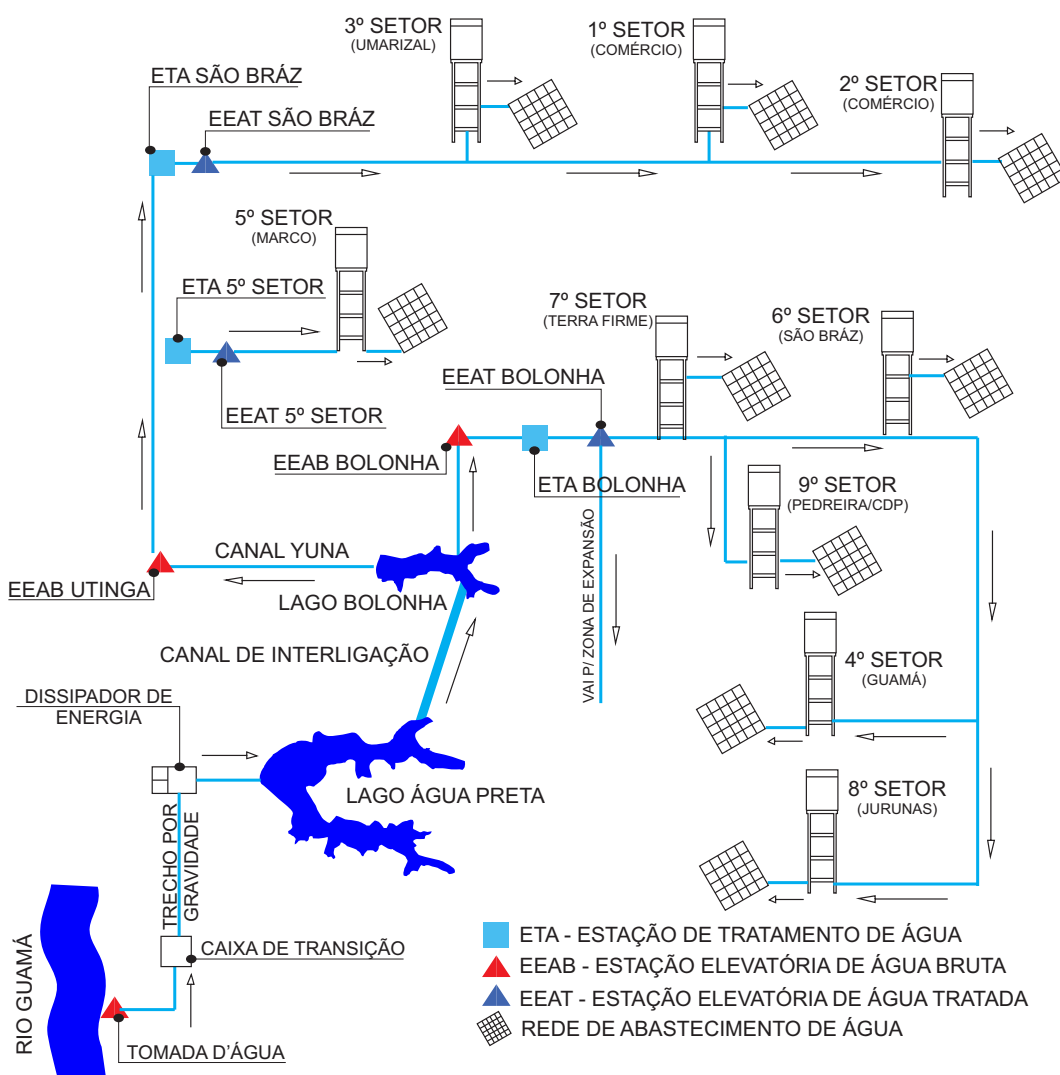 3º SETOR
(UMARIZAL)
1º SETOR
(COMÉRCIO)
2º SETOR
(COMÉRCIO)
ETA SÃO BRÁZ
EEAT SÃO BRÁZ
5º SETOR
(MARCO)
ETA 5º SETOR
EEAT 5º SETOR
7º SETOR
(TERRA FIRME)
6º SETOR
(SÃO BRÁZ)
EEAT BOLONHA
EEAB BOLONHA
ETA BOLONHA
9º SETOR
(PEDREIRA/CDP)
CANAL YUNA
EEAB UTINGA
LAGO BOLONHA
VAI P/ ZONA DE EXPANSÃO
CANAL DE INTERLIGAÇÃO
4º SETOR
(GUAMÁ)
DISSIPADOR DE
ENERGIA
LAGO ÁGUA PRETA
8º SETOR
(JURUNAS)
TRECHO POR
GRAVIDADE
CAIXA DE TRANSIÇÃO
RIO GUAMÁ
TOMADA D'ÁGUA
ETA - ESTAÇÃO DE TRATAMENTO DE ÁGUA
EEAB - ESTAÇÃO ELEVATÓRIA DE ÁGUA BRUTA
EEAT - ESTAÇÃO ELEVATÓRIA DE ÁGUA TRATADA
REDE DE ABASTECIMENTO DE ÁGUA